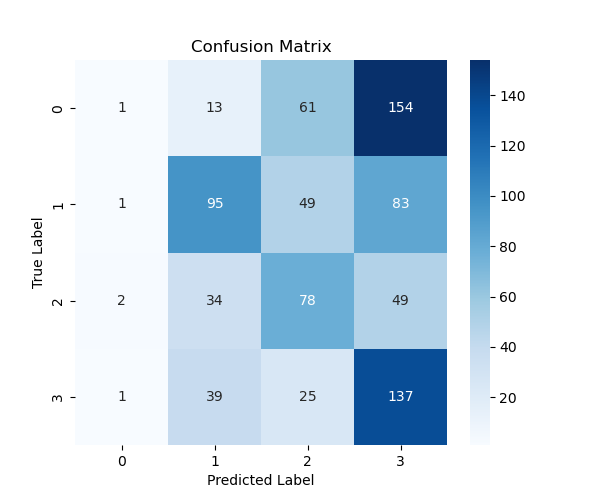 Confusion Matrix
True Label
0 1 13 61 154
1 1 95 49 83
2 2 34 78 49
3 1 39 25 137
0 1 2 3
Predicted Label
140
120
100
80
60
40
20